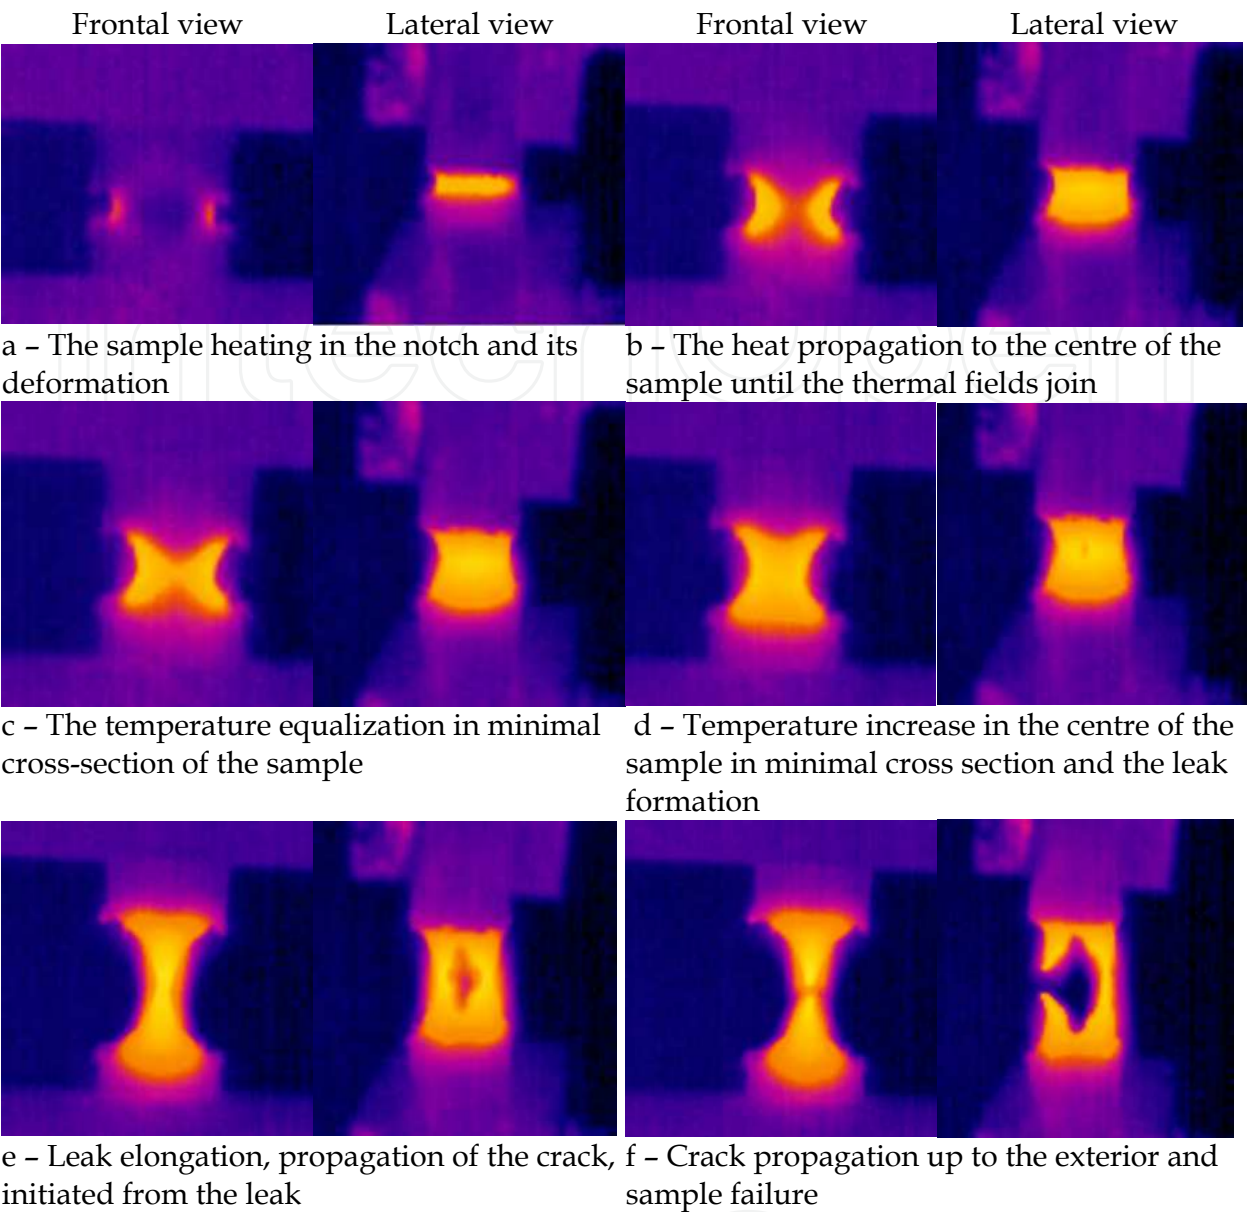 Frontal view Lateral view Frontal view Lateral view
a – The sample heating in the notch and its
deformation
b – The heat propagation to the centre of the
sample until the thermal fields join
c – The temperature equalization in minimal
cross-section of the sample
d – Temperature increase in the centre of the
sample in minimal cross section and the leak
formation
e – Leak elongation, propagation of the crack,
initiated from the leak
f – Crack propagation up to the exterior and
sample failure
intechopen